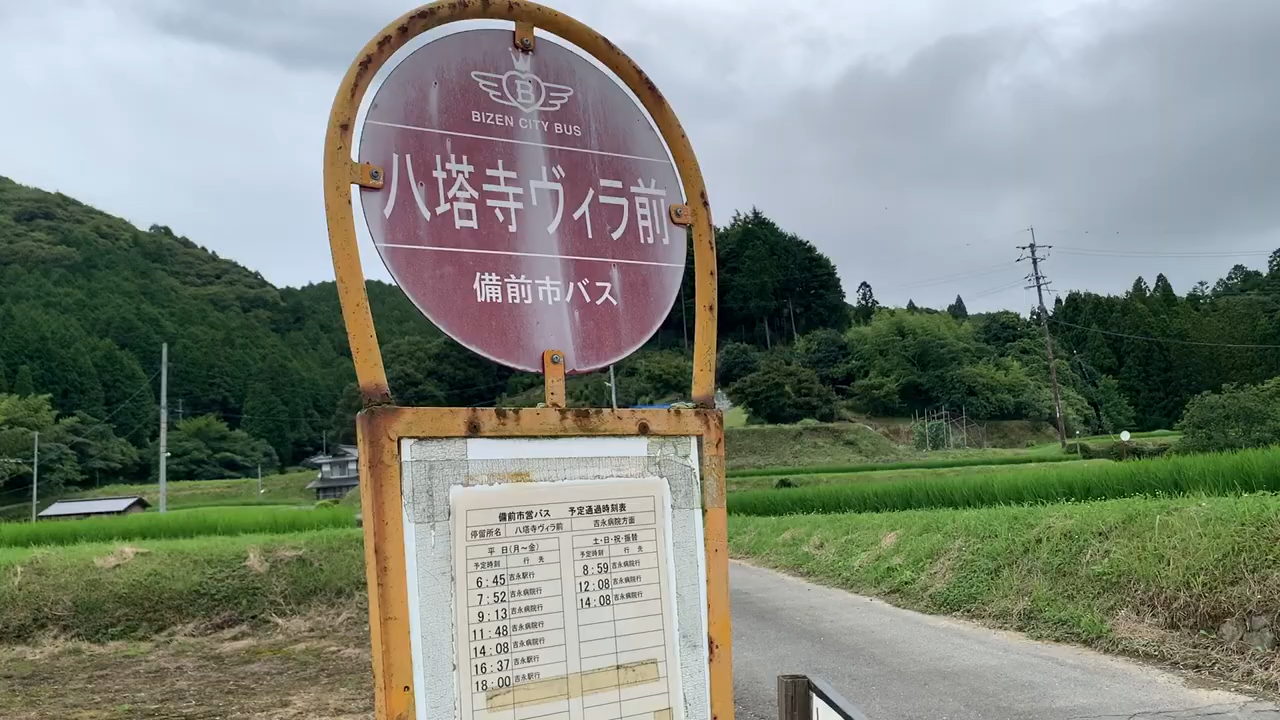 B
BIZEN CITY BUS
八塔寺ヴィラ前
備前市バス
備前市営バス 予定通過時刻表
停留所名 八塔寺ヴィラ前 吉永病院方面
平 日(月~金) 土・日・祝・振替
予定時刻 行 先 予定時刻 行 先
6:45 吉永駅行 8:59 吉永病院行
7:52 吉永病院行 12:08 吉永病院行
9:13 吉永病院行 14:08 吉永病院行
11:48 吉永病院行
14:08 吉永病院行
16:37 吉永駅行
18:00 吉永駅行